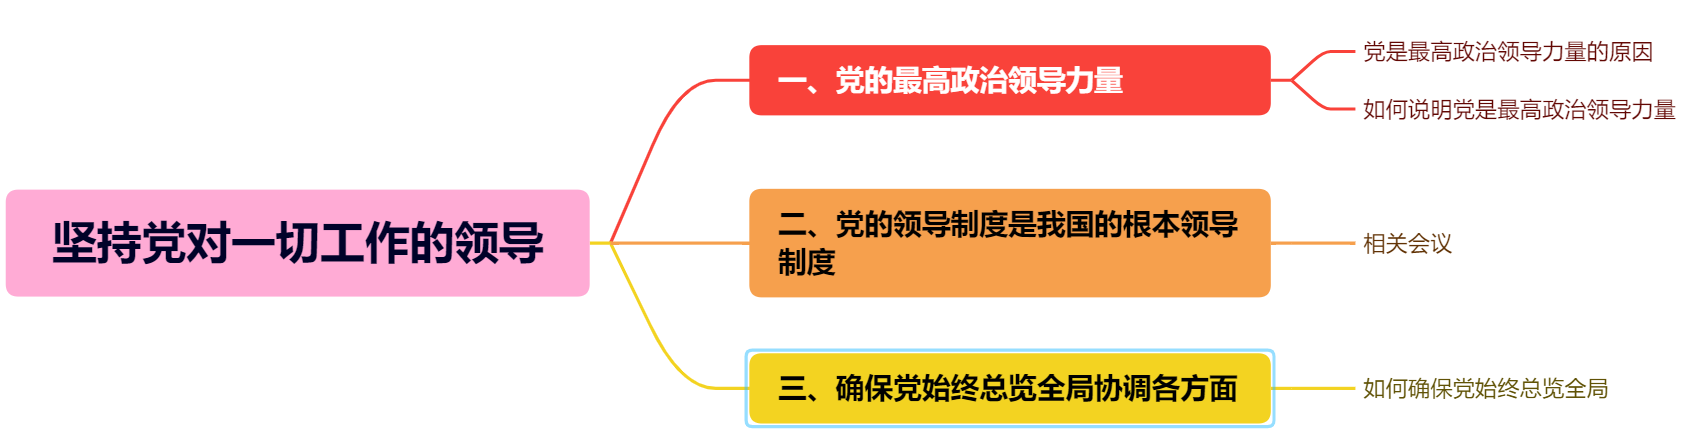 坚持党对一切工作的领导
一、党的最高政治领导力量
党是最高政治领导力量的原因
如何说明党是最高政治领导力量
二、党的领导制度是我国的根本领导
制度
相关会议
三、确保党始终总览全局协调各方面
如何确保党始终总览全局